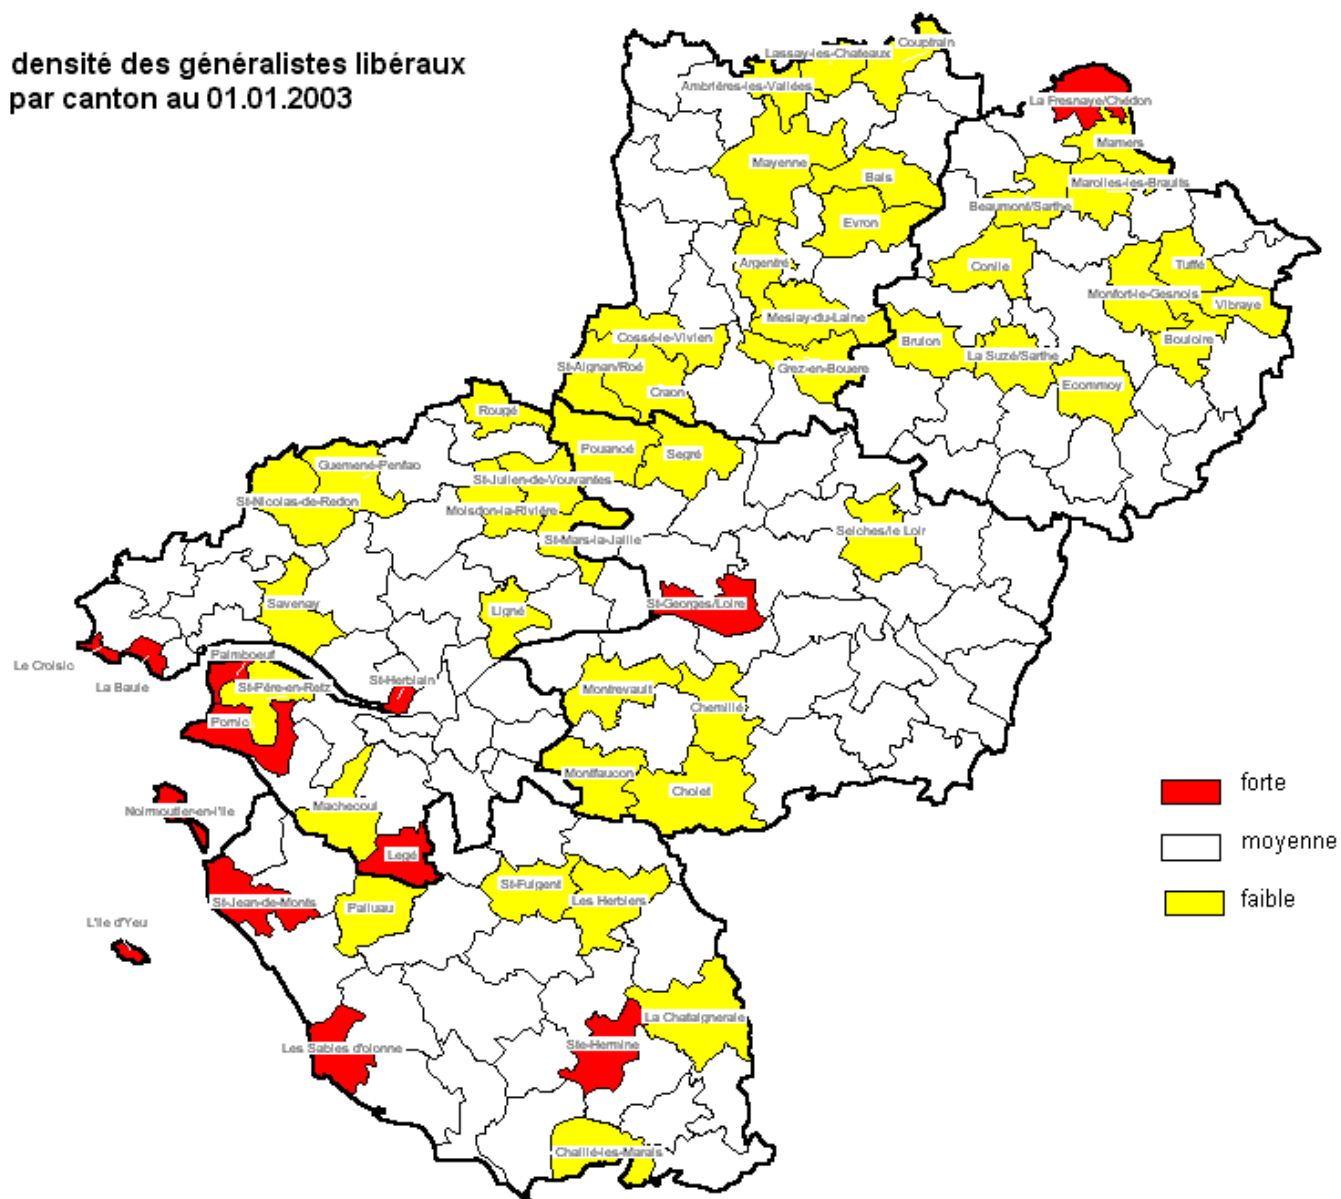 densité des généralistes libéraux
par canton au 01.01.2003
Couptrain
Lassay-les-Chateaux
Ambrières-les-Vallées
La Fresnaye/Chédon
Mamers
Mayenne
Bais
Marolles-les-Braults
Beaumont/Sarthe
Evron
Argentré
Conlie
Tuffé
Monfort-le-Gesnois
Vibraye
Meslay-du-Laine
Cossé-le-Vivien
Brulon
La Suzé/Sarthe
Bouloire
St-Aignan/Roé
Craon
Grez-en-Bouere
Ecommoy
Rougé
Pouancé
Segré
Guemené-Penfao
St-Julien-de-Vouvantes
St-Nicolas-de-Redon
Moisdon-la-Rivière
Seiches/le Loir
St-Mars-la-Jaille
Savenay
Ligné
St-Georges/Loire
Le Croisic
La Baule
Paimboeuf
St-Père-en-Retz
St-Herblain
Montrevault
Chemillé
Pornic
Montfaucon
Cholet
forte
Noirmoutier-en-l'île
Machecoul
moyenne
Legé
St-Fulgent
Les Herbiers
faible
St-Jean-de-Monts
Palluau
L'île d'Yeu
La Chataigneraie
Les Sables d'olonne
Ste-Hermine
Chaillé-les-Marais